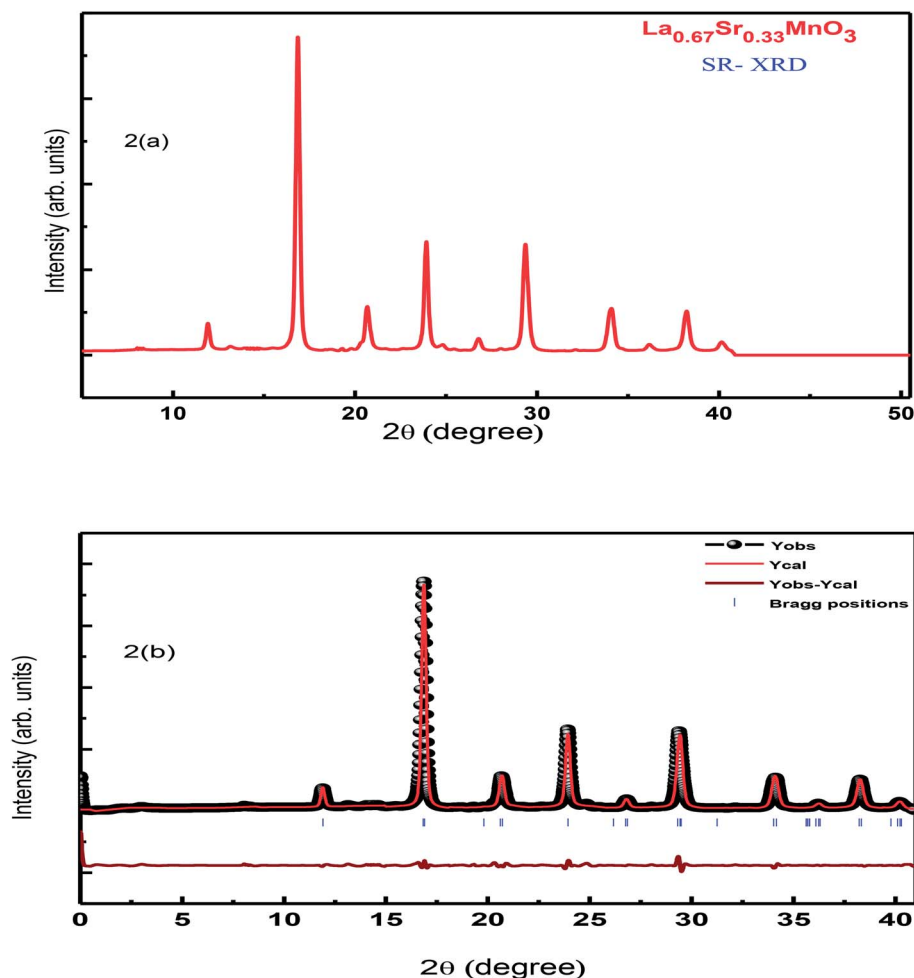 La0.67Sr0.33MnO3
SR- XRD
2(a)
Intensity (arb. units)
10 20 30 40 50
2θ (degree)
Yobs
Ycal
Yobs-Ycal
Bragg positions
2(b)
Intensity (arb. units)
0 5 10 15 20 25 30 35 40
2θ (degree)